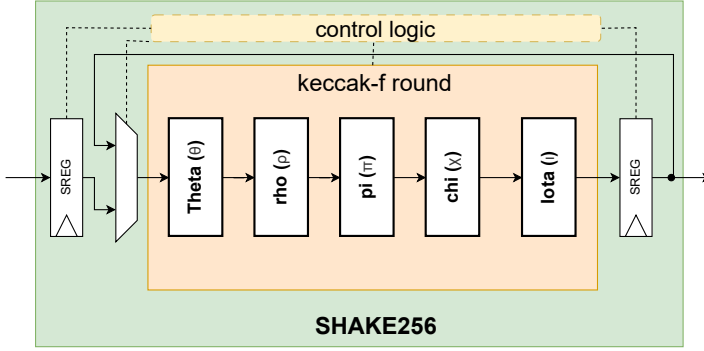 control logic
keccak-f round
SREG
Theta (θ)
rho (ρ)
pi (π)
chi (χ)
Iota (ι)
SREG
SHAKE256